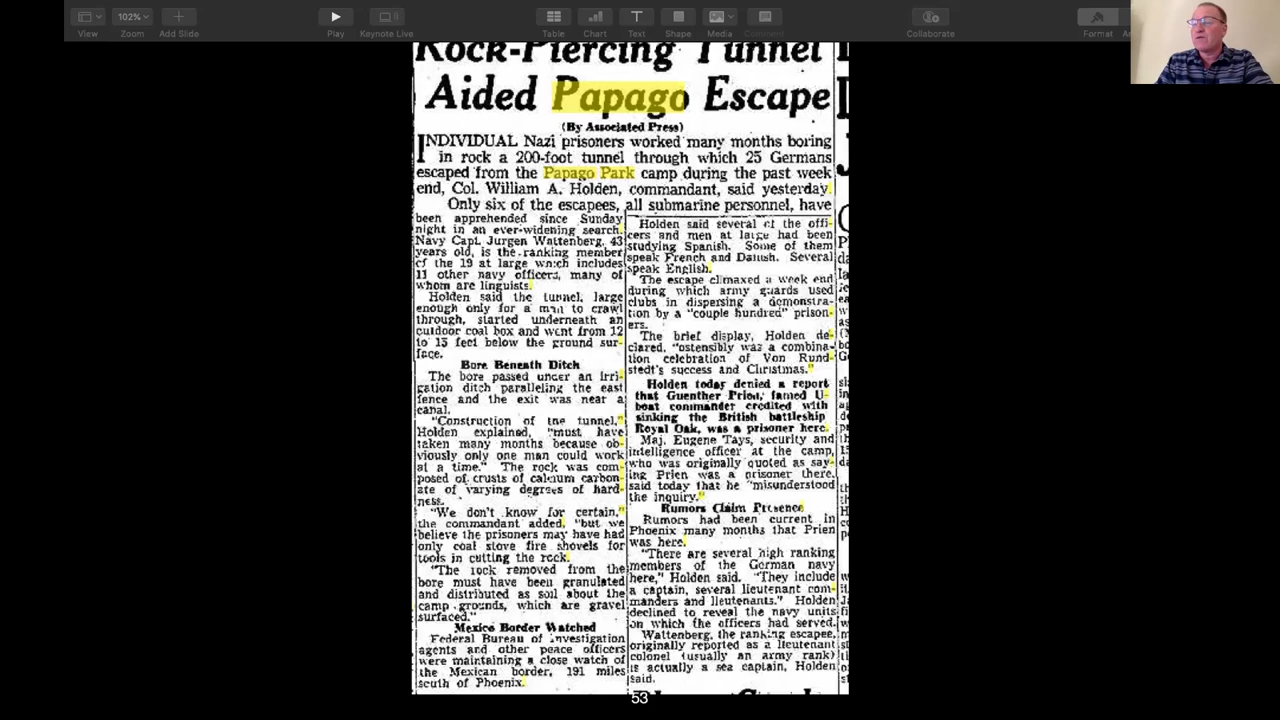 View
102%
Zoom
Add Slide
Play
Keynote Live
Table
Chart
Text
Shape
Media
Comment
Collaborate
Format
Rock-Piercing Tunnel
Aided Papago Escape
(By Associated Press)
INDIVIDUAL Nazi prisoners worked many months boring
in rock a 200-foot tunnel through which 25 Germans
escaped from the Papago Park camp during the past week
end, Col. William A. Holden, commandant, said yesterday.
Only six of the escapees, all submarine personnel, have
been apprehended since Sunday
night in an ever-widening search.
Navy Capt. Jurgen Wattenberg, 43
years old, is the ranking member
of the 19 at large which includes
11 other navy officers, many of
whom are linguists.
Holden said the tunnel, large
enough only for a man to crawl
through, started underneath an
outdoor coal box and went from 12
to 15 feet below the ground sur-
face.
Bore Beneath Ditch
The bore passed under an irri-
gation ditch paralleling the east
fence and the exit was near a
canal.
"Construction of the tunnel,"
Holden explained, "must have
taken many months because ob-
viously only one man could work
at a time." The rock was com-
posed of crusts of calcium carbon-
ate of varying degrees of hard-
ness.
"We don't know for certain,"
the commandant added, "but we
believe the prisoners may have had
only coal stove fire shovels for
tools in cutting the rock.
"The rock removed from the
bore must have been granulated
and distributed as soil about the
camp grounds, which are gravel
surfaced."
Mexico Border Watched
Federal Bureau of Investigation
agents and other peace officers
were maintaining a close watch of
the Mexican border, 191 miles
south of Phoenix.
Holden said several of the offi-
cers and men at large had been
studying Spanish. Some of them
speak French and Danish. Several
speak English.
The escape climaxed a week end
during which army guards used
clubs in dispersing a demonstra-
tion by a "couple hundred" prison-
ers.
The brief display, Holden de-
clared, "ostensibly was a combina-
tion celebration of Von Rund-
stedt's success and Christmas."
Holden today denied a report
that Guenther Prien, famed U-
boat commander credited with
sinking the British battleship
Royal Oak, was a prisoner here.
Maj. Eugene Tays, security and
intelligence officer at the camp,
who was originally quoted as say-
ing Prien was a prisoner there,
said today that he "misunderstood
the inquiry."
Rumors Claim Presence
Rumors had been current in
Phoenix many months that Prien
was here.
"There are several high ranking
members of the German navy
here," Holden said. "They include
a captain, several lieutenant com-
manders and lieutenants." Holden
declined to reveal the navy units
on which the officers had served.
Wattenberg, the ranking escapee,
originally reported as a lieutenant
colonel (usually an army rank)
is actually a sea captain, Holden
said.
53